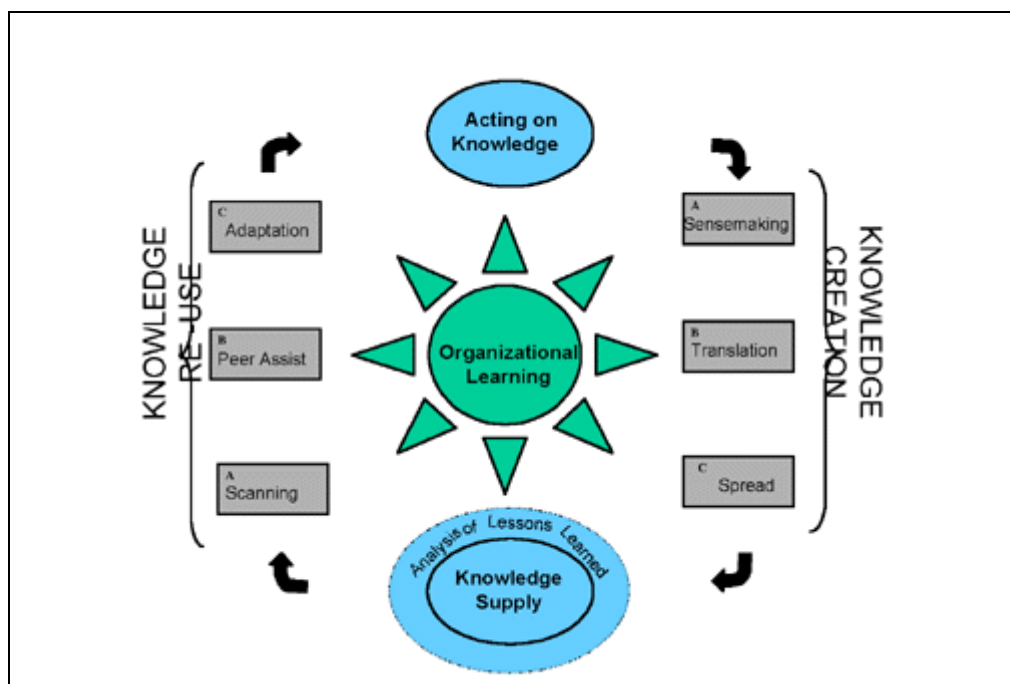 Acting on
Knowledge
C
Adaptation
A
Sensemaking
KNOWLEDGE
RE-USE
KNOWLEDGE
CREATION
B
Peer Assist
Organizational
Learning
B
Translation
A
Scanning
C
Spread
Analysis of Lessons Learned
Knowledge
Supply